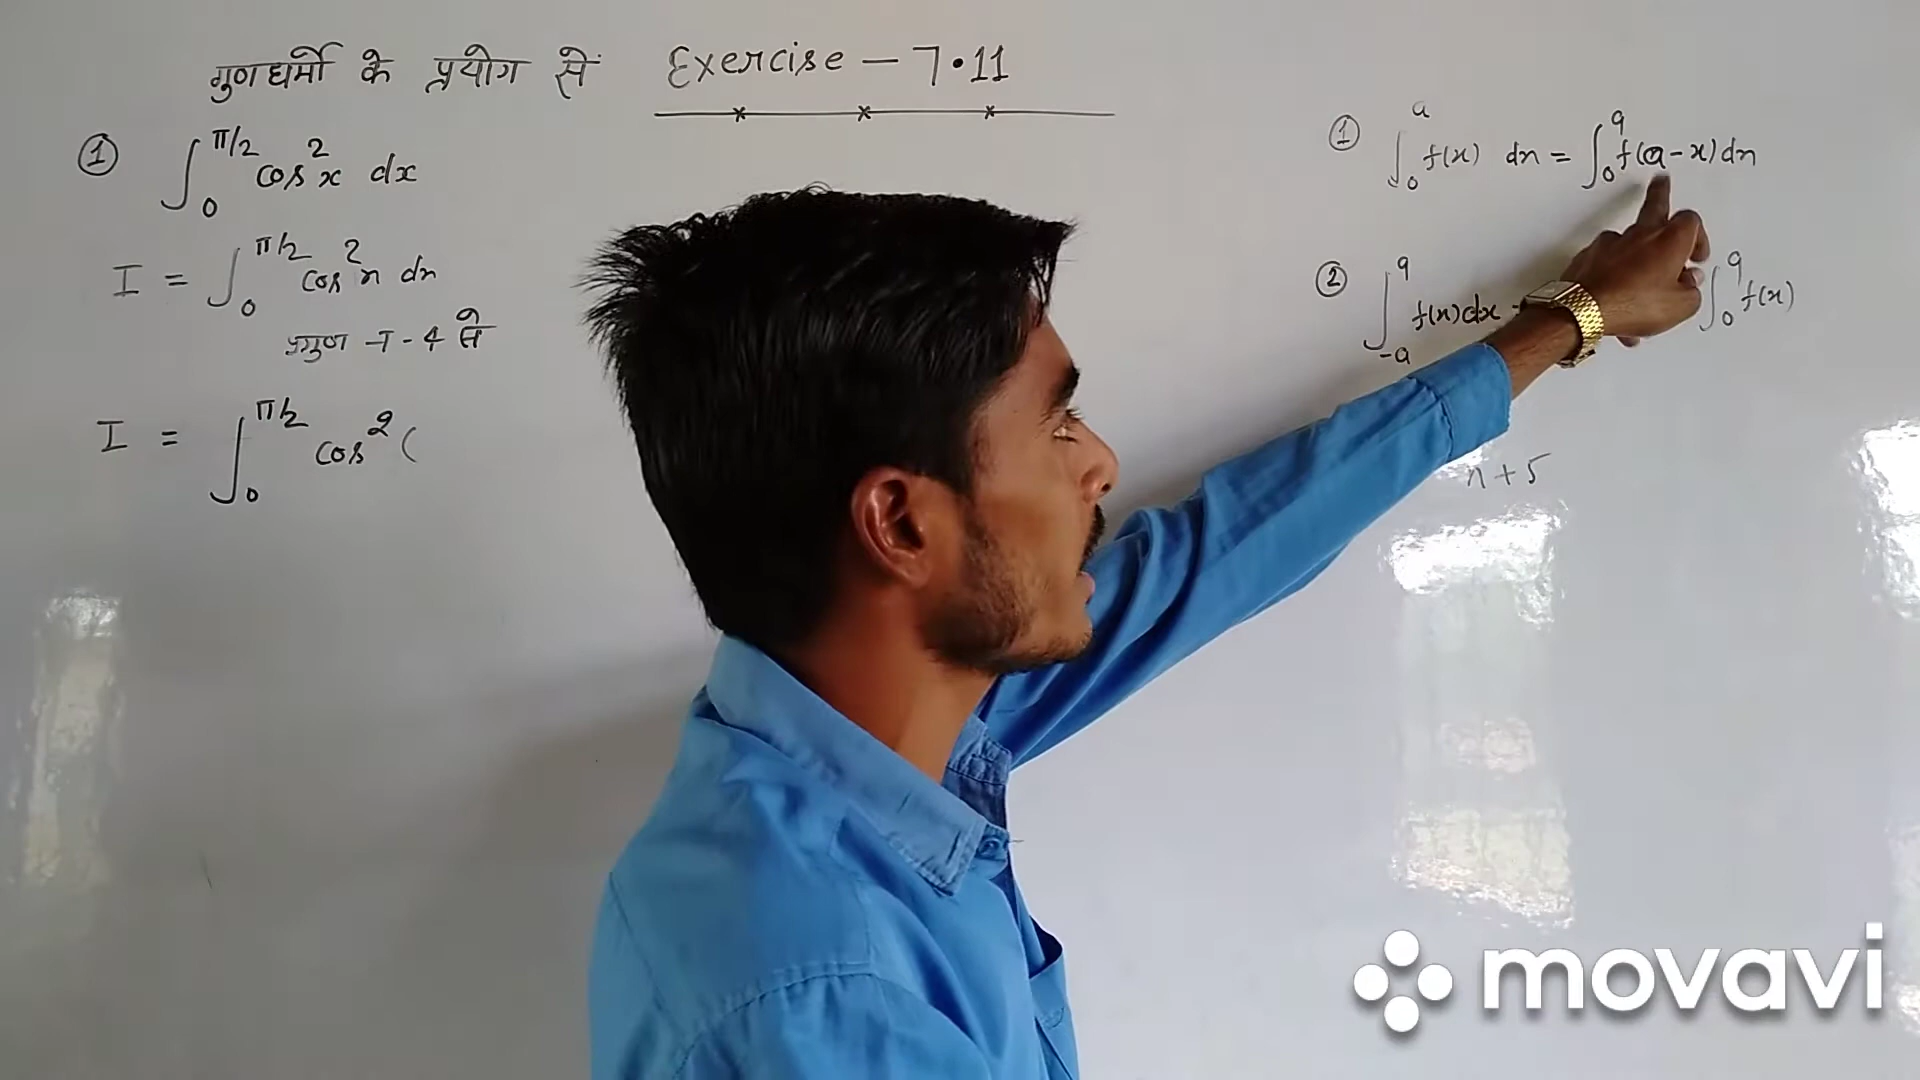 गुणधर्मो के प्रयोग से Exercise – 7.11
① ∫₀^π/2 cos²x dx
I = ∫₀^π/2 cos²x dx
गुण - 4 से
I = ∫₀^π/2 cos² (
① ∫₀^a f(x) dx = ∫₀^a f(a-x) dx
② ∫₋ₐ^a f(x) dx ∫₀^a f(x)
n + 5
movavi